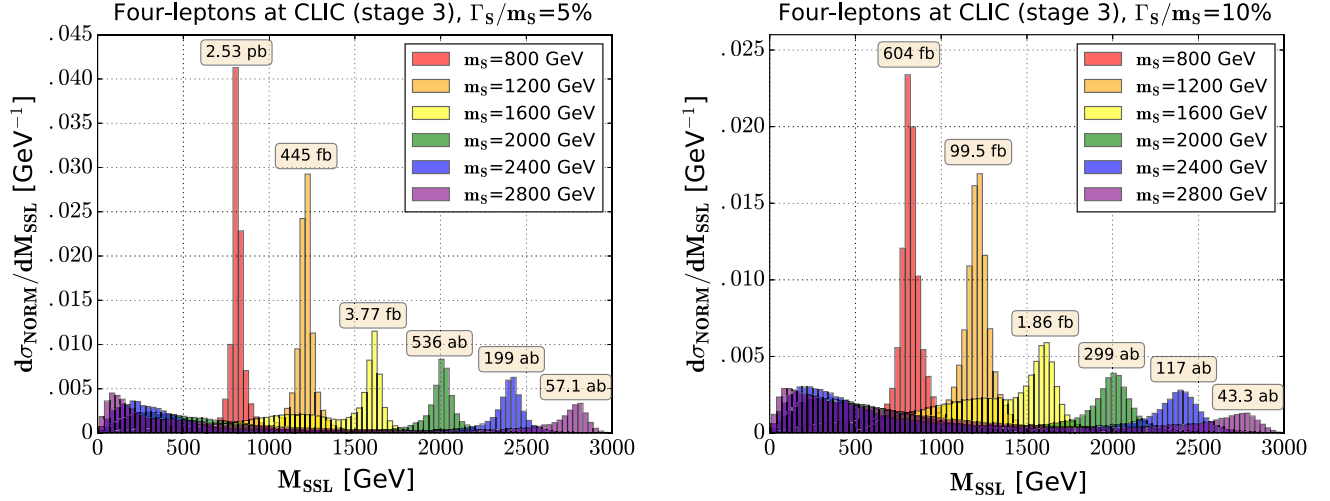 Four-leptons at CLIC (stage 3), Γ_S/m_S=5%
dσ_NORM/dM_SSL [GeV⁻¹]
.045
.040
.035
.030
.025
.020
.015
.010
.005
0
2.53 pb
445 fb
3.77 fb
536 ab
199 ab
57.1 ab
m_S=800 GeV
m_S=1200 GeV
m_S=1600 GeV
m_S=2000 GeV
m_S=2400 GeV
m_S=2800 GeV
0 500 1000 1500 2000 2500 3000
M_SSL [GeV]
Four-leptons at CLIC (stage 3), Γ_S/m_S=10%
dσ_NORM/dM_SSL [GeV⁻¹]
.025
.020
.015
.010
.005
0
604 fb
99.5 fb
1.86 fb
299 ab
117 ab
43.3 ab
m_S=800 GeV
m_S=1200 GeV
m_S=1600 GeV
m_S=2000 GeV
m_S=2400 GeV
m_S=2800 GeV
0 500 1000 1500 2000 2500 3000
M_SSL [GeV]